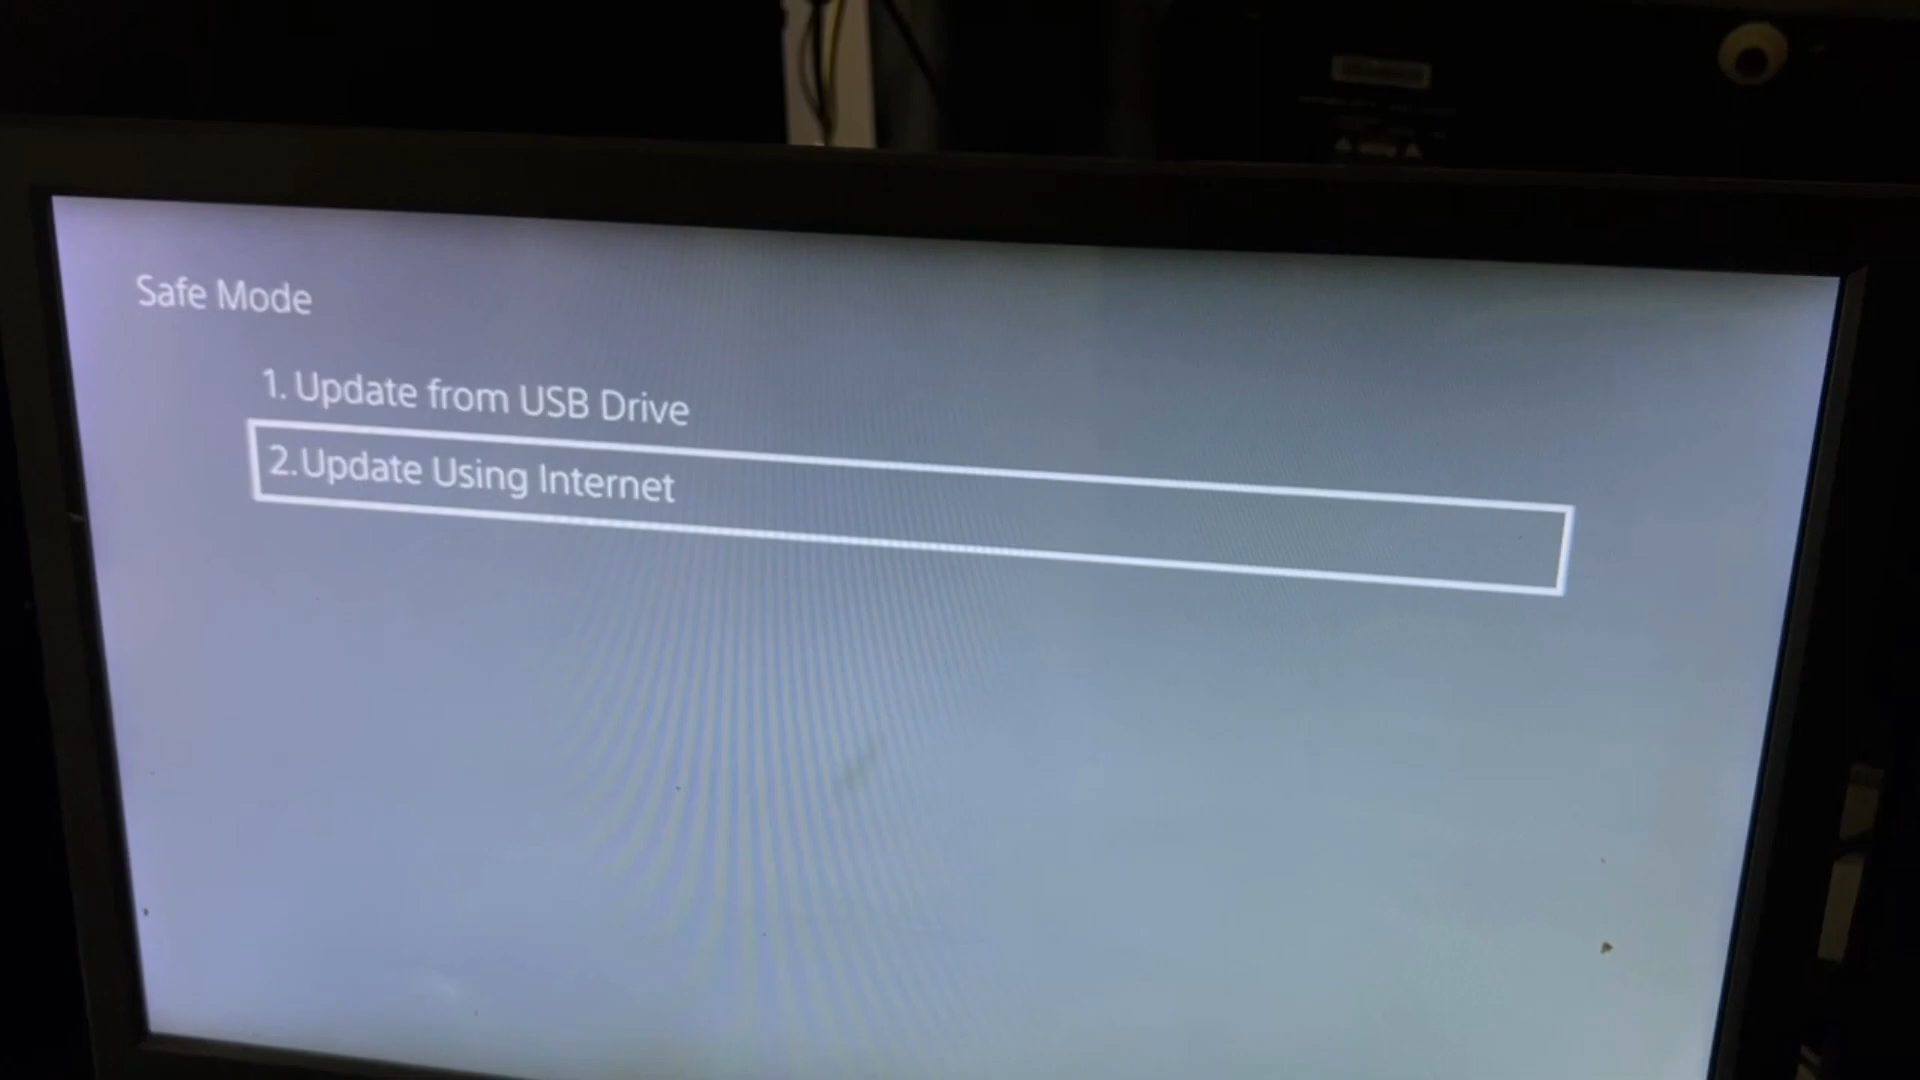 Safe Mode
1. Update from USB Drive
2.Update Using Internet